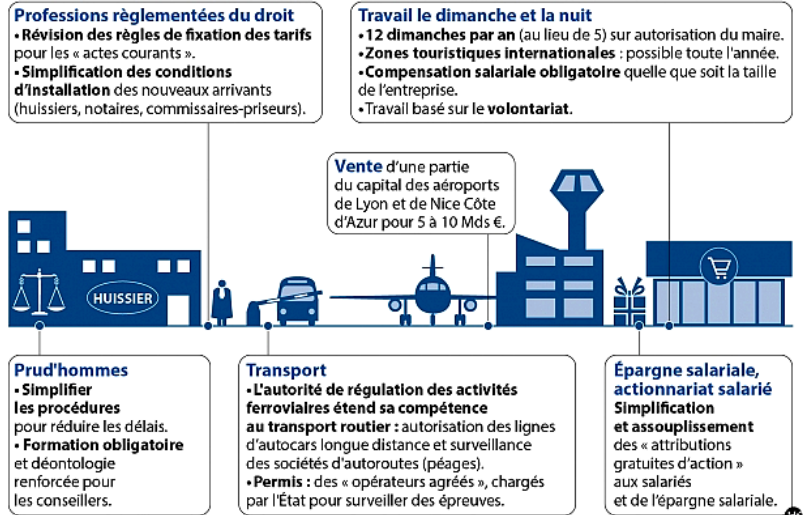 Professions règlementées du droit
• Révision des règles de fixation des tarifs
pour les « actes courants ».
• Simplification des conditions
d'installation des nouveaux arrivants
(huissiers, notaires, commissaires-priseurs).
Travail le dimanche et la nuit
• 12 dimanches par an (au lieu de 5) sur autorisation du maire.
• Zones touristiques internationales : possible toute l'année.
• Compensation salariale obligatoire quelle que soit la taille
de l'entreprise.
• Travail basé sur le volontariat.
Vente d'une partie
du capital des aéroports
de Lyon et de Nice Côte
d'Azur pour 5 à 10 Mds €.
HUISSIER
Prud'hommes
• Simplifier
les procédures
pour réduire les délais.
• Formation obligatoire
et déontologie
renforcée pour
les conseillers.
Transport
• L'autorité de régulation des activités
ferroviaires étend sa compétence
au transport routier : autorisation des lignes
d'autocars longue distance et surveillance
des sociétés d'autoroutes (péages).
• Permis : des « opérateurs agréés », chargés
par l'État pour surveiller des épreuves.
Épargne salariale,
actionnariat salarié
Simplification
et assouplissement
des « attributions
gratuites d'action »
aux salariés
et de l'épargne salariale.